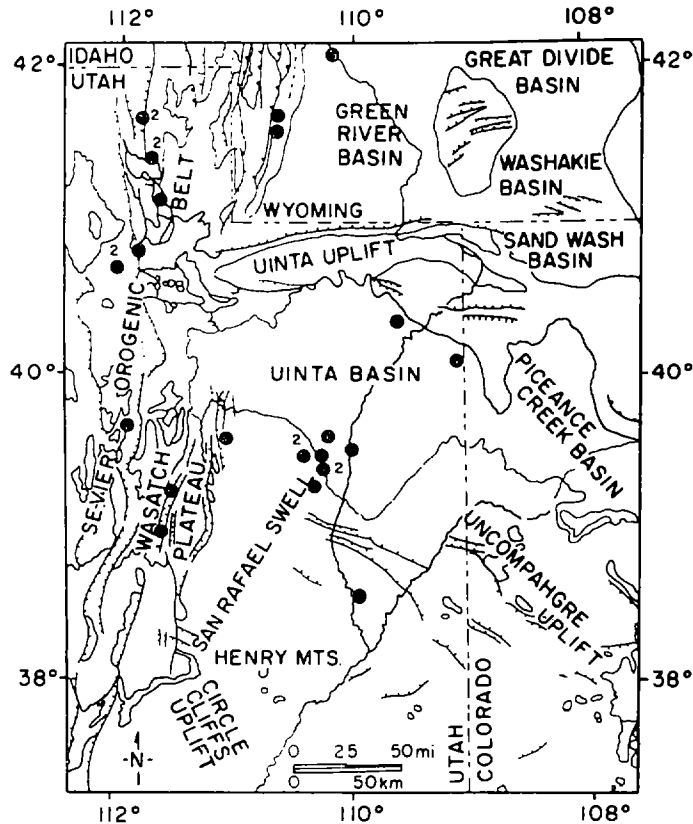 112° 110° 108°
42° 42°
IDAHO
UTAH
GREAT DIVIDE
BASIN
GREEN
RIVER
BASIN
2
2
BELT
WASHAKIE
BASIN
WYOMING
SAND WASH
BASIN
UINTA UPLIFT
2
OROGENIC
40° 40°
UINTA BASIN
PICEANCE
CREEK BASIN
2
2
SEVIER
WASATCH
PLATEAU
SAN RAFAEL SWELL
UNCOMPAHGRE
UPLIFT
HENRY MTS.
38° 38°
CIRCLE
CLIFFS
UPLIFT
UTAH
COLORADO
-N-
0 25 50mi
0 50km
112° 110° 108°